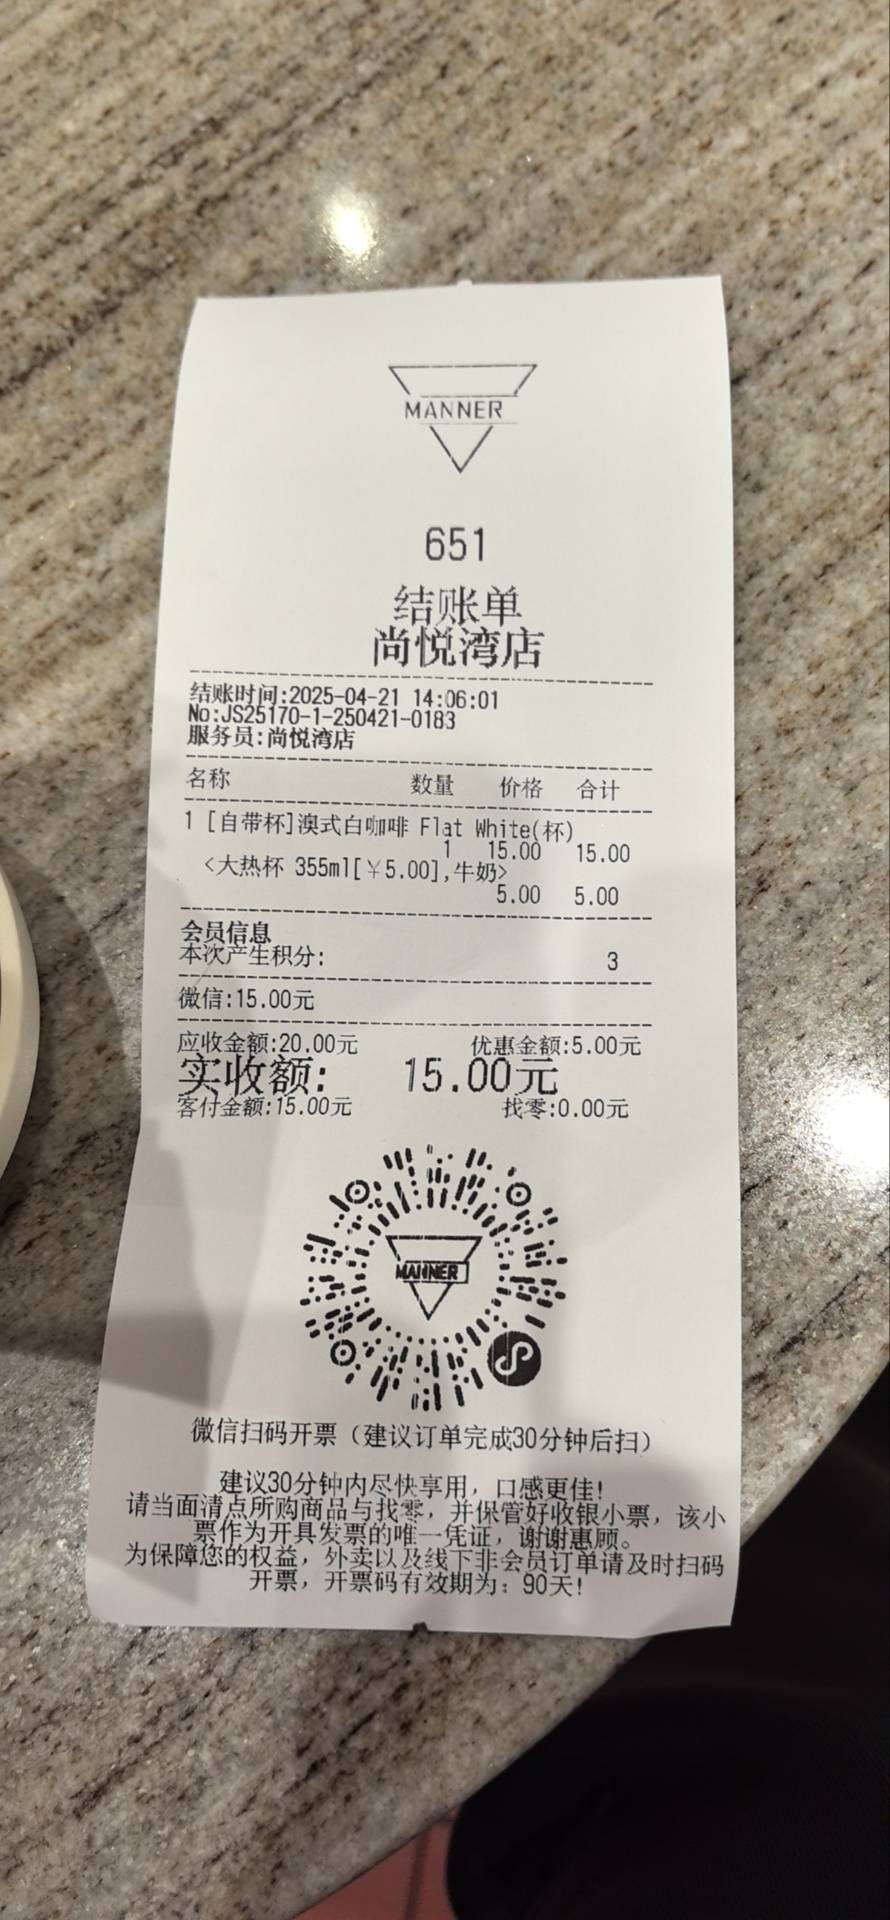 MANNER
651
结账单
尚悦湾店
结账时间:2025-04-21 14:06:01
No:JS25170-1-250421-0183
服务员:尚悦湾店
名称 数量 价格 合计
1 [自带杯]澳式白咖啡 Flat White(杯)
1 15.00 15.00
<大热杯 355ml[￥5.00],牛奶>
5.00 5.00
会员信息
本次产生积分: 3
微信:15.00元
应收金额:20.00元 优惠金额:5.00元
实收额: 15.00元
客付金额:15.00元 找零:0.00元
MANNER
微信扫码开票（建议订单完成30分钟后扫）
建议30分钟内尽快享用，口感更佳!
请当面清点所购商品与找零，并保管好收银小票，该小
票作为开具发票的唯一凭证，谢谢惠顾。
为保障您的权益，外卖以及线下非会员订单请及时扫码
开票，开票码有效期为：90天!